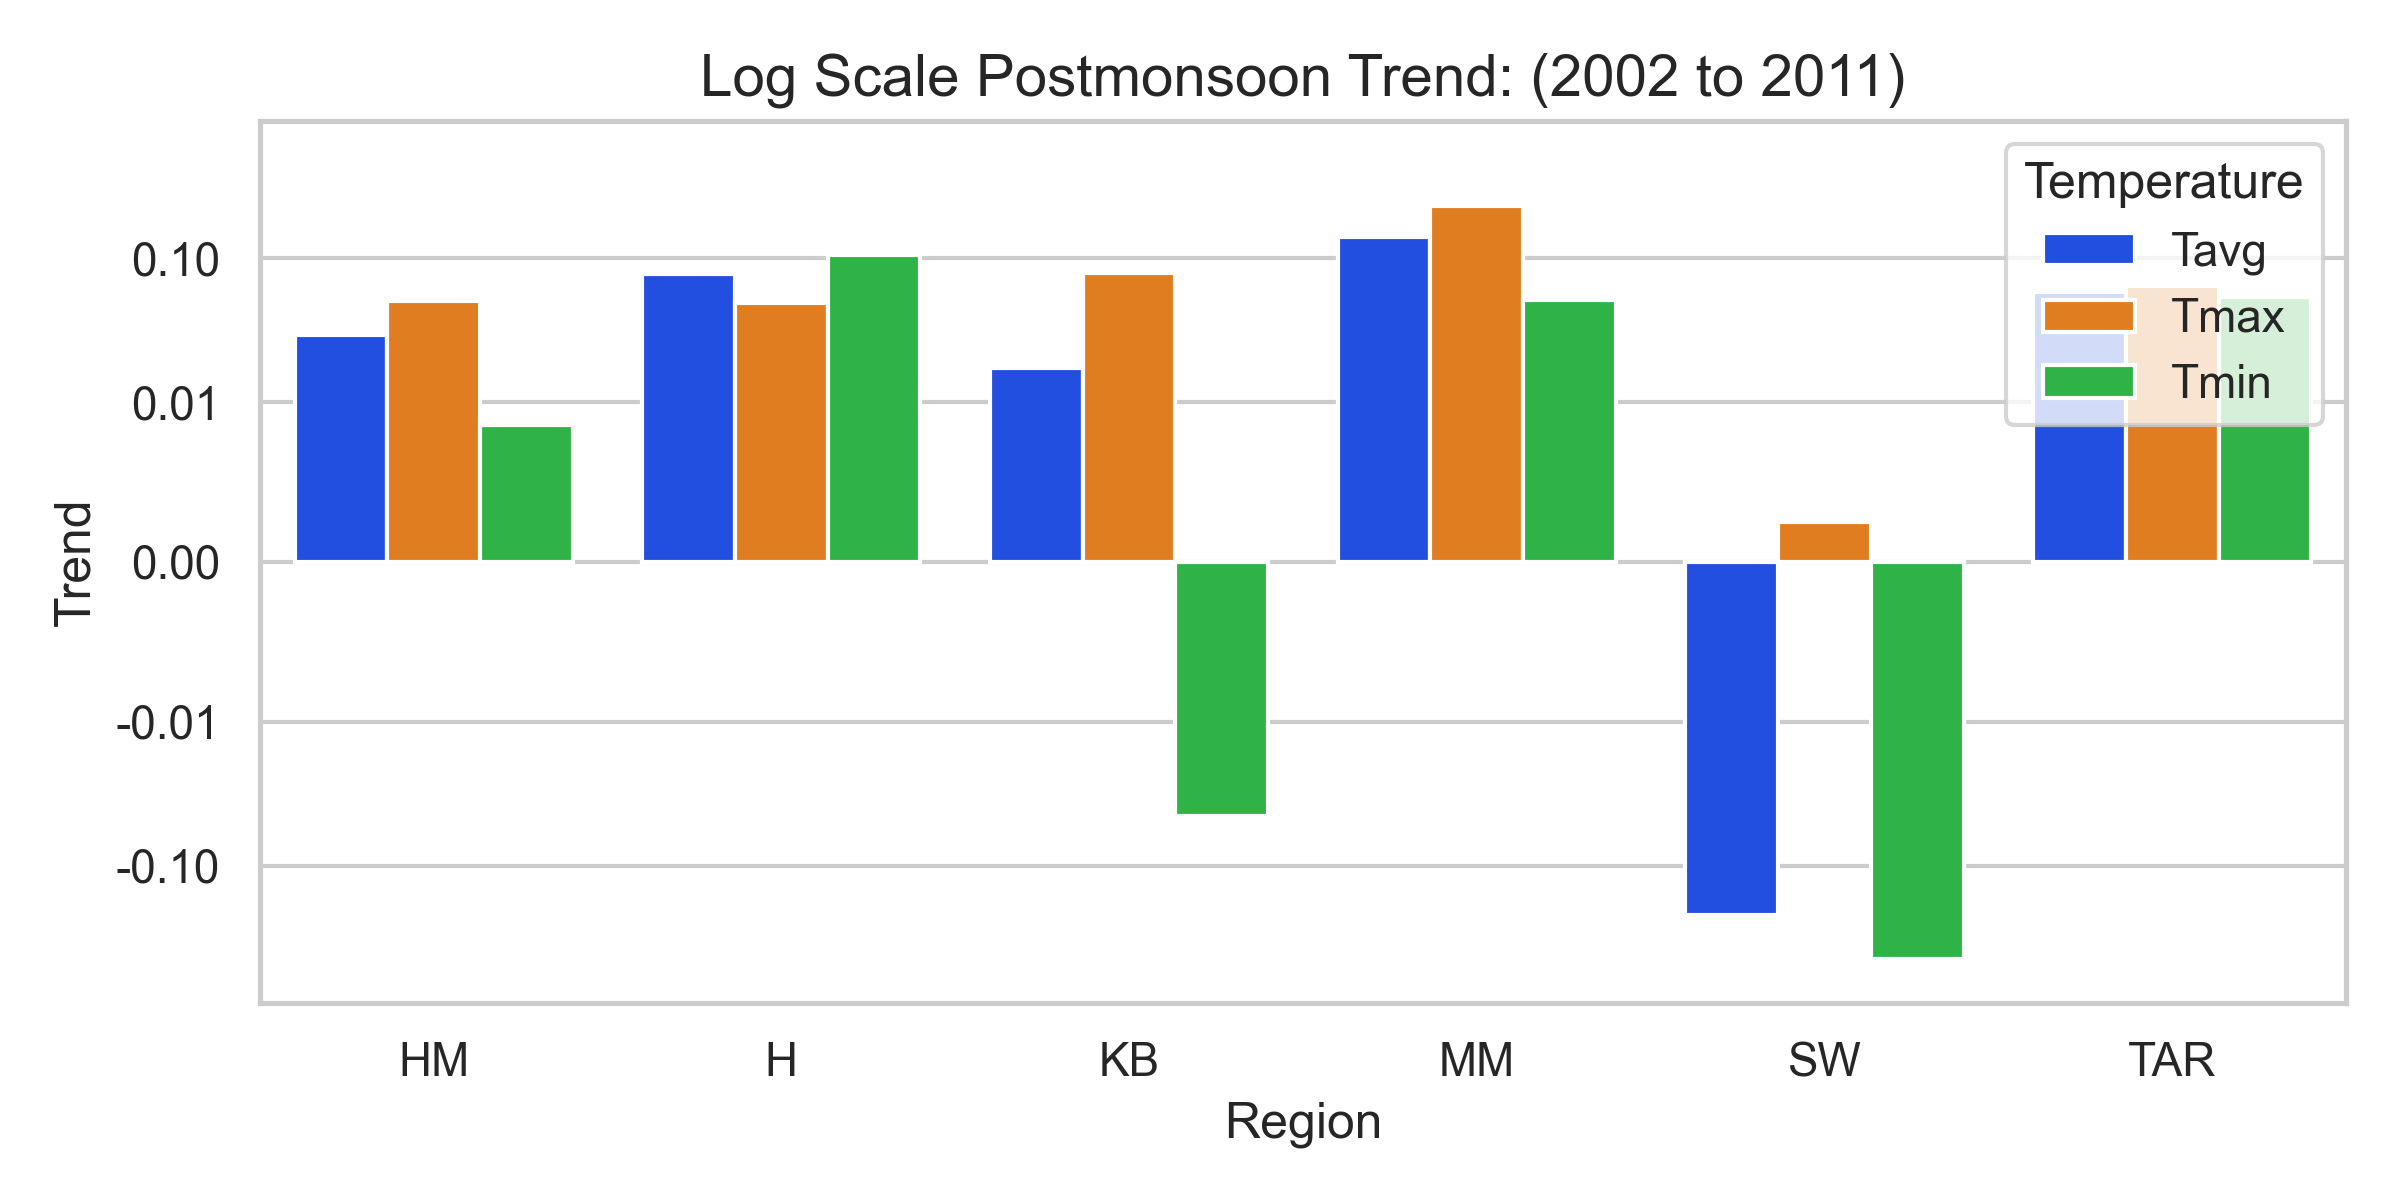 Log Scale Postmonsoon Trend: (2002 to 2011)
Temperature
Tavg
Tmax
Tmin
0.10
0.01
0.00
-0.01
-0.10
Trend
HM H KB MM SW TAR
Region